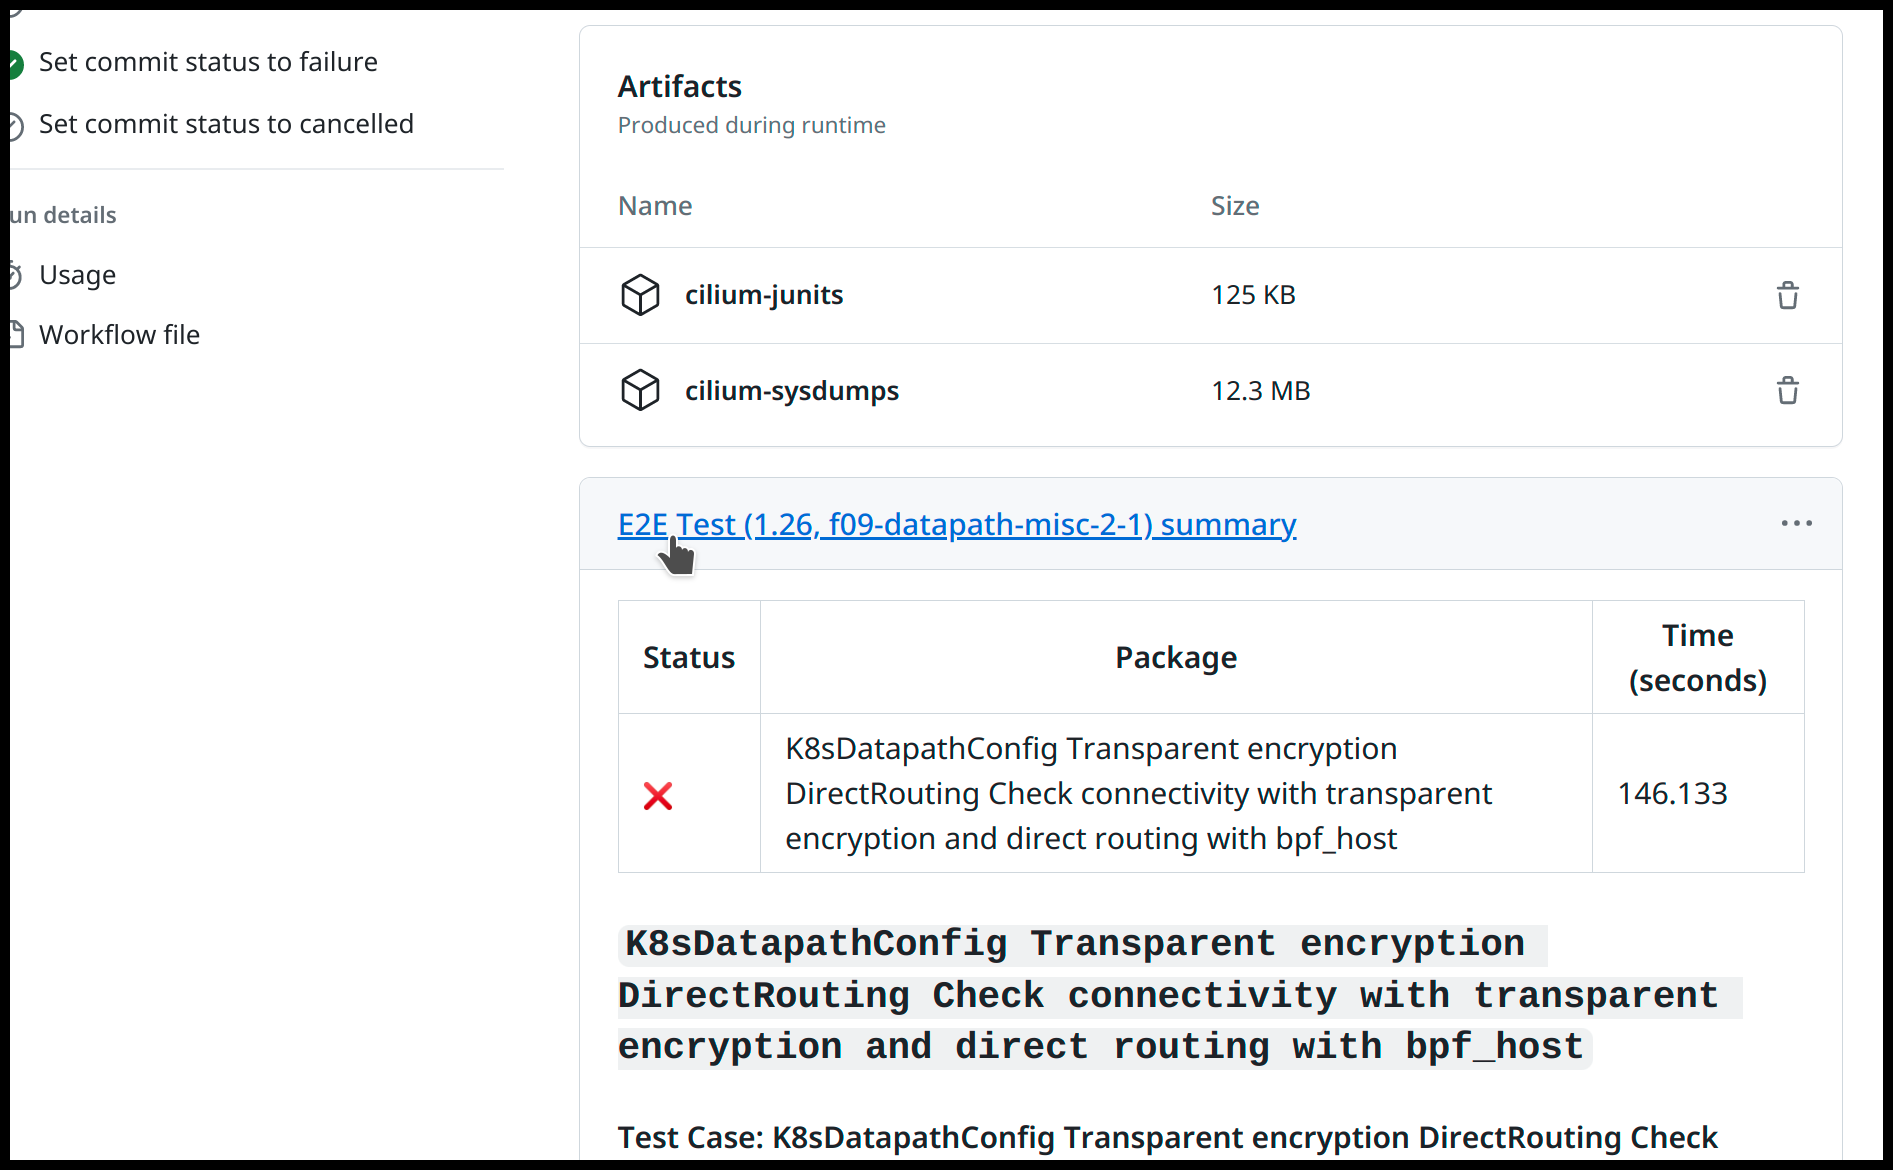 Set commit status to failure
Set commit status to cancelled
un details
Usage
Workflow file
Artifacts
Produced during runtime
Name Size
cilium-junits 125 KB
cilium-sysdumps 12.3 MB
E2E Test (1.26, f09-datapath-misc-2-1) summary
Status Package Time
(seconds)
K8sDatapathConfig Transparent encryption
DirectRouting Check connectivity with transparent
encryption and direct routing with bpf_host
146.133
K8sDatapathConfig Transparent encryption
DirectRouting Check connectivity with transparent
encryption and direct routing with bpf_host
Test Case: K8sDatapathConfig Transparent encryption DirectRouting Check